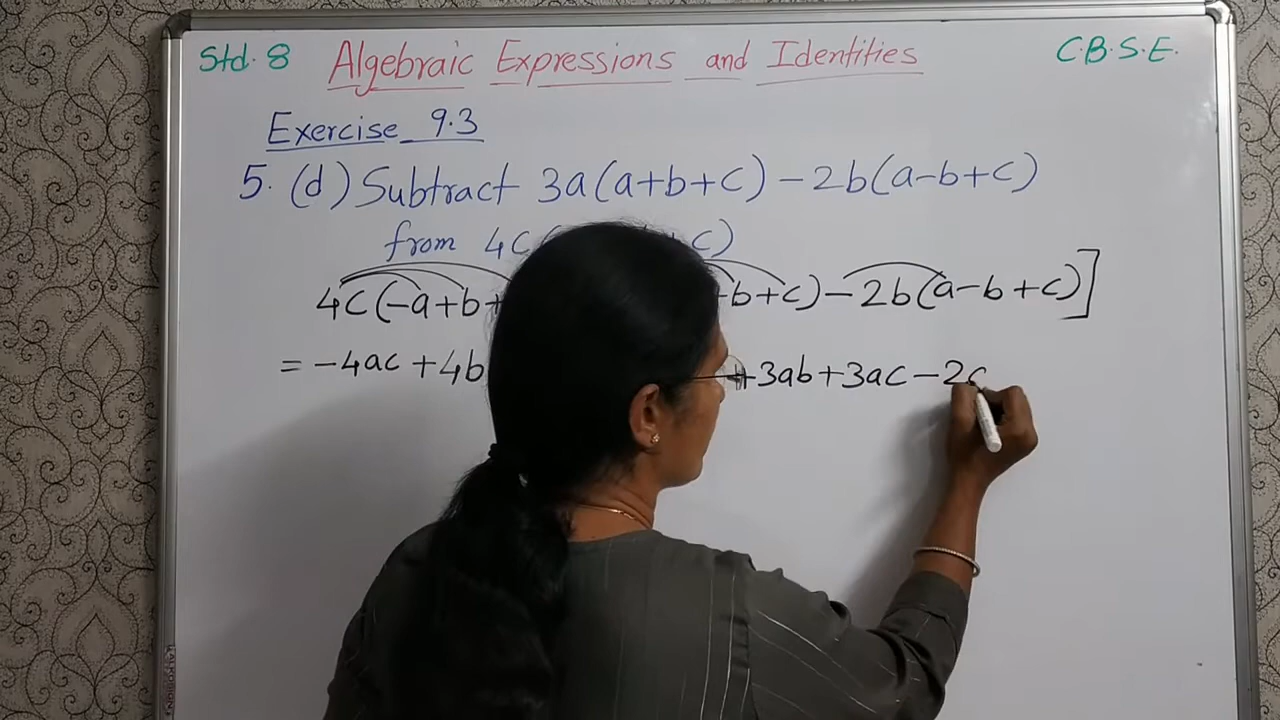 Std. 8 Algebraic Expressions and Identities C.B.S.E.
Exercise 9.3
5. (d) Subtract 3a(a+b+c) - 2b(a-b+c)
from 4c( c)
4c(-a+b+ b+c) - 2b(a-b+c)]
= -4ac + 4b +3ab+3ac - 2